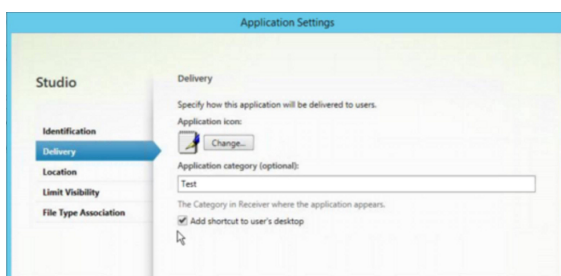 Application Settings
Studio
Identification
Delivery
Location
Limit Visibility
File Type Association
Delivery
Specify how this application will be delivered to users.
Application icon:
Change...
Application category (optional):
Test
The Category in Receiver where the application appears.
Add shortcut to user's desktop